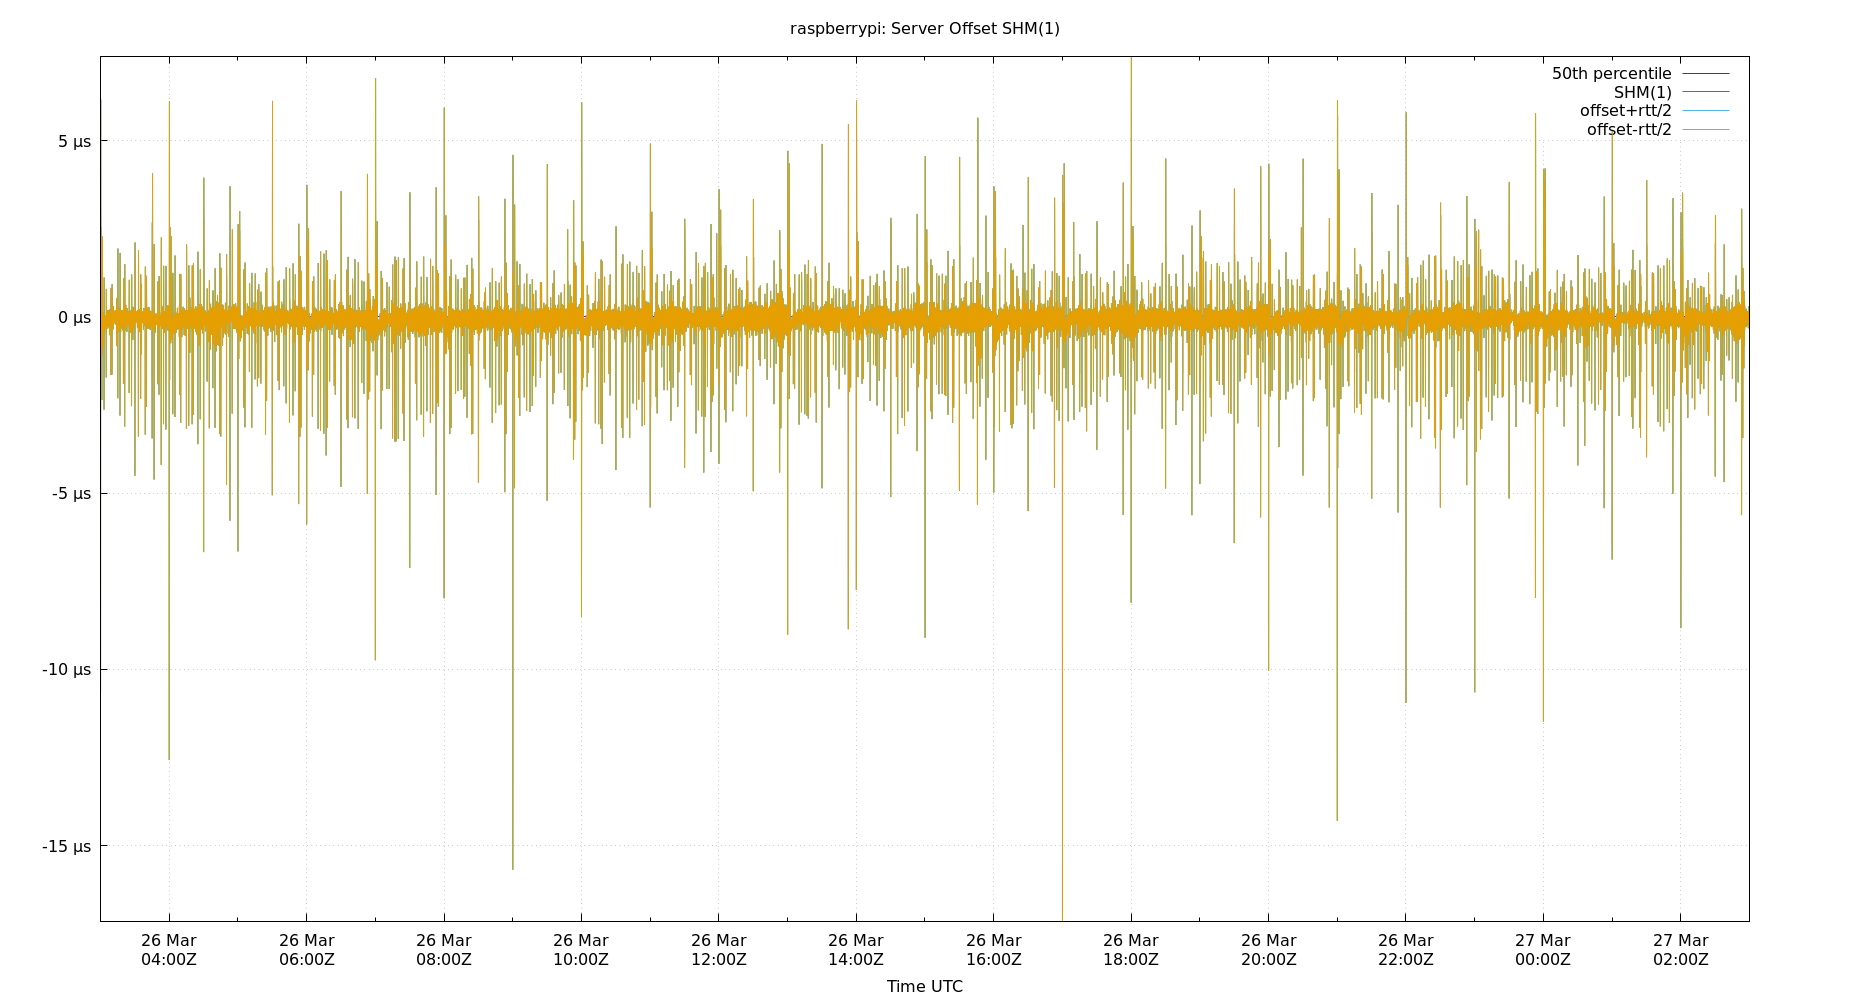 raspberrypi: Server Offset SHM(1)
50th percentile
SHM(1)
offset+rtt/2
offset-rtt/2
5 µs
0 µs
-5 µs
-10 µs
-15 µs
26 Mar 26 Mar 26 Mar 26 Mar 26 Mar 26 Mar 26 Mar 26 Mar 26 Mar 26 Mar 27 Mar 27 Mar
04:00Z 06:00Z 08:00Z 10:00Z 12:00Z 14:00Z 16:00Z 18:00Z 20:00Z 22:00Z 00:00Z 02:00Z
Time UTC